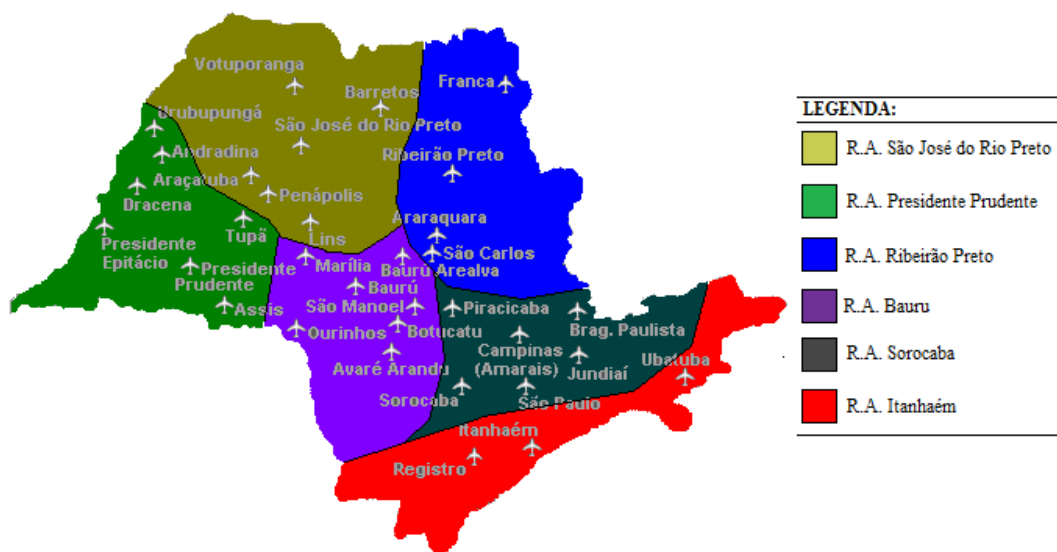 Votuporanga
Barretos
Franca
Urubupungá
São José do Rio Preto
Andradina
Ribeirão Preto
Araçatuba
Penápolis
Dracena
Tupã
Lins
Araraquara
Presidente
Epitácio
Presidente
Prudente
Marília
Baurú Arealva
São Carlos
Baurú
Assis
São Manoel
Piracicaba
Ourinhos
Botucatu
Brag. Paulista
Avaré Arandu
Campinas
(Amarais)
Jundiaí
Ubatuba
Sorocaba
São Paulo
Itanhaém
Registro
LEGENDA:
R.A. São José do Rio Preto
R.A. Presidente Prudente
R.A. Ribeirão Preto
R.A. Bauru
R.A. Sorocaba
R.A. Itanhaém